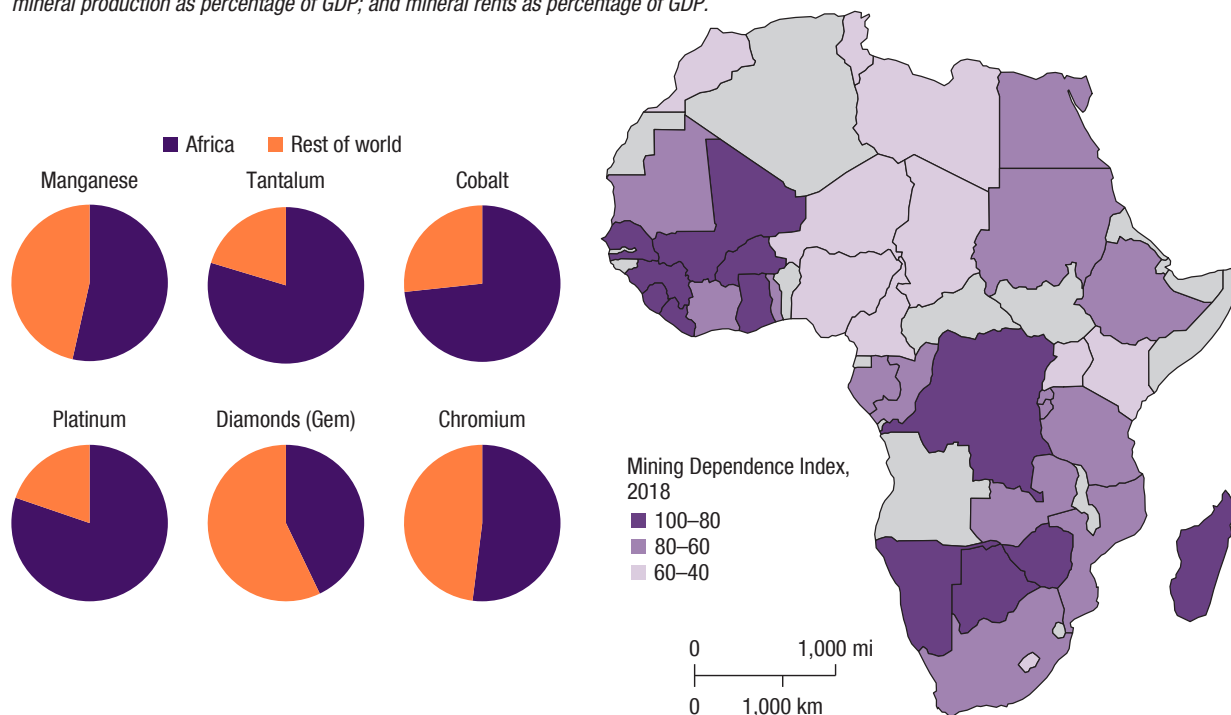 mineral production as percentage of GDP; and mineral rents as percentage of GDP.
Africa Rest of world
Manganese Tantalum Cobalt
Platinum Diamonds (Gem) Chromium
Mining Dependence Index,
2018
100–80
80–60
60–40
0 1,000 mi
0 1,000 km